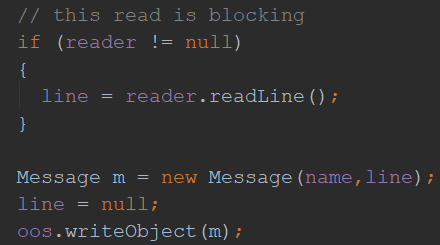 // this read is blocking
if (reader != null)
{
  line = reader.readLine();
}

Message m = new Message(name,line);
line = null;
oos.writeObject(m);